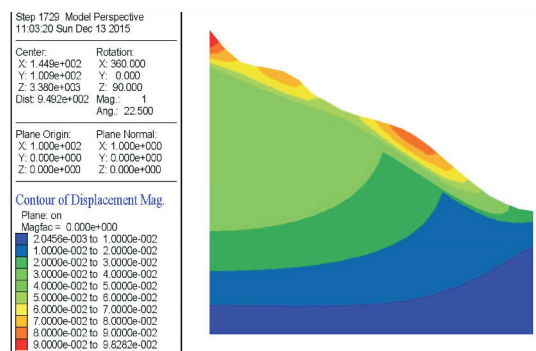 Step 1729 Model Perspective
11:03:20 Sun Dec 13 2015
Center: Rotation:
X: 1.449e+002 X: 360.000
Y: 1.009e+002 Y: 0.000
Z: 3.380e+003 Z: 90.000
Dist: 9.492e+002 Mag.: 1
Ang.: 22.500
Plane Origin: Plane Normal:
X: 1.000e+002 X: 1.000e+000
Y: 0.000e+000 Y: 0.000e+000
Z: 0.000e+000 Z: 0.000e+000
Contour of Displacement Mag.
Plane: on
Magfac = 0.000e+000
2.0456e-003 to 1.0000e-002
1.0000e-002 to 2.0000e-002
2.0000e-002 to 3.0000e-002
3.0000e-002 to 4.0000e-002
4.0000e-002 to 5.0000e-002
5.0000e-002 to 6.0000e-002
6.0000e-002 to 7.0000e-002
7.0000e-002 to 8.0000e-002
8.0000e-002 to 9.0000e-002
9.0000e-002 to 9.8282e-002